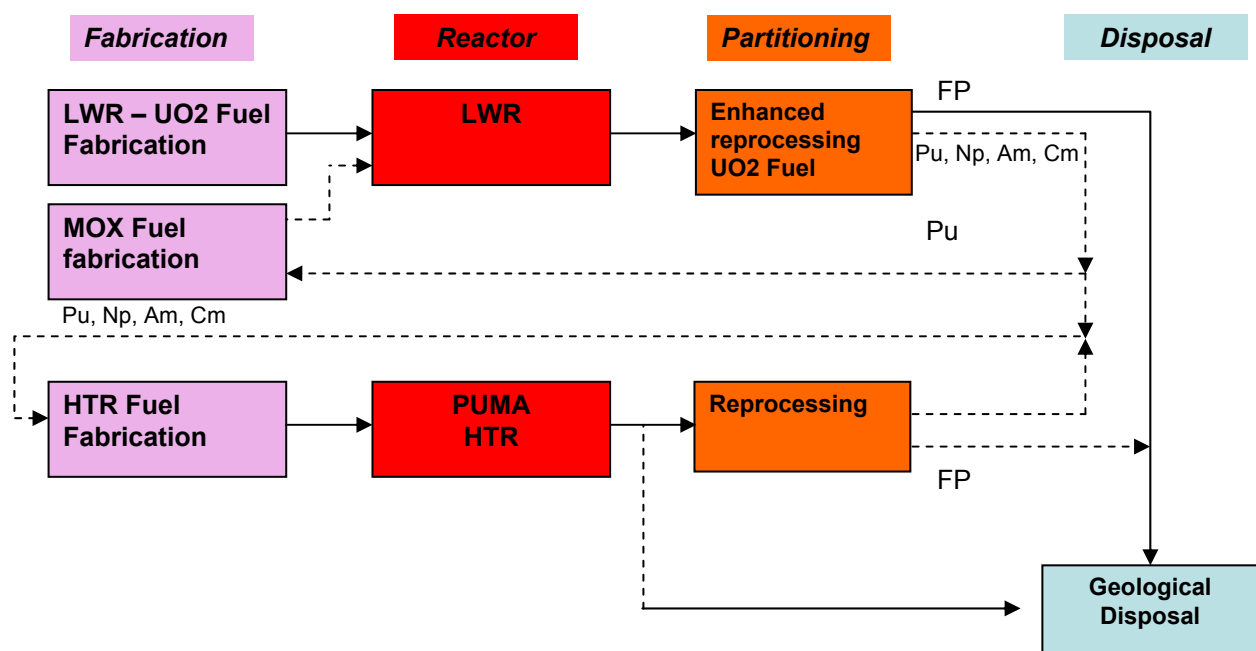 Fabrication
Reactor
Partitioning
Disposal
LWR – UO2 Fuel
Fabrication
LWR
Enhanced
reprocessing
UO2 Fuel
FP
Pu, Np, Am, Cm
MOX Fuel
fabrication
Pu
Pu, Np, Am, Cm
HTR Fuel
Fabrication
PUMA
HTR
Reprocessing
FP
Geological
Disposal